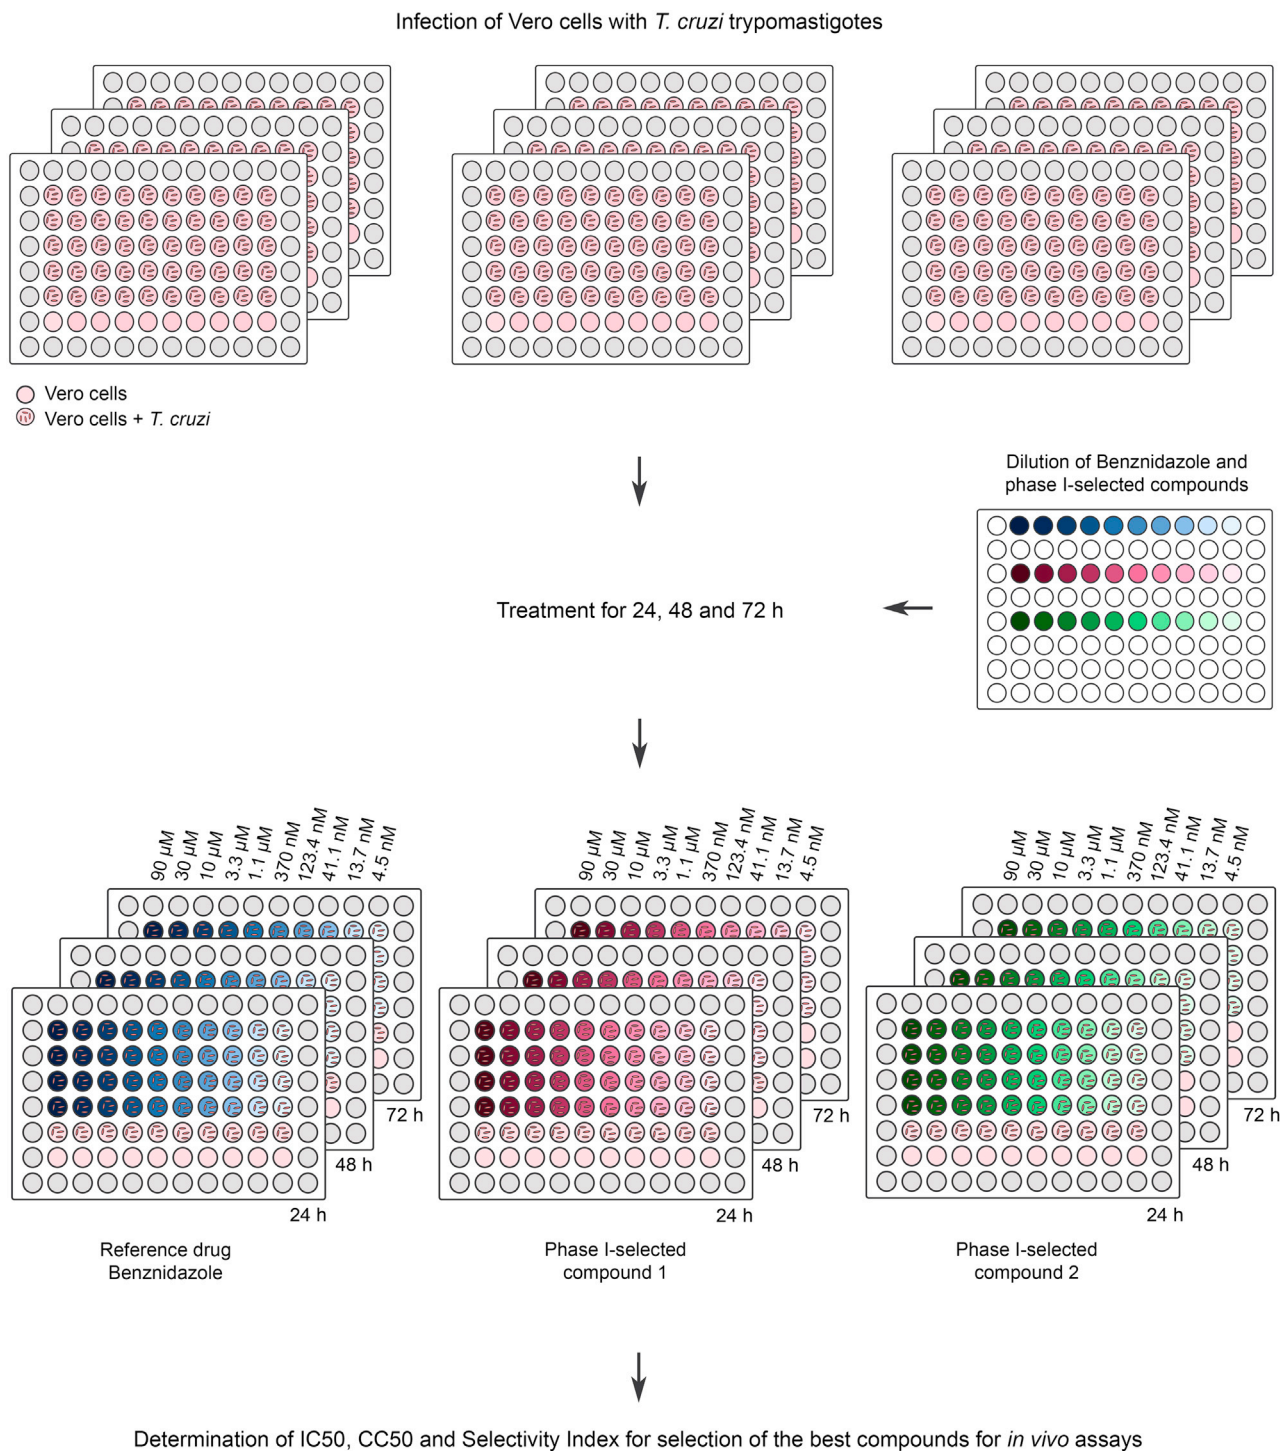 Infection of Vero cells with T. cruzi trypomastigotes
Vero cells
Vero cells + T. cruzi
Dilution of Benznidazole and
phase I-selected compounds
Treatment for 24, 48 and 72 h
90 µM
30 µM
10 µM
3.3 µM
1.1 µM
370 nM
123.4 nM
41.1 nM
13.7 nM
4.5 nM
90 µM
30 µM
10 µM
3.3 µM
1.1 µM
370 nM
123.4 nM
41.1 nM
13.7 nM
4.5 nM
90 µM
30 µM
10 µM
3.3 µM
1.1 µM
370 nM
123.4 nM
41.1 nM
13.7 nM
4.5 nM
72 h
48 h
24 h
72 h
48 h
24 h
72 h
48 h
24 h
Reference drug
Benznidazole
Phase I-selected
compound 1
Phase I-selected
compound 2
Determination of IC50, CC50 and Selectivity Index for selection of the best compounds for in vivo assays